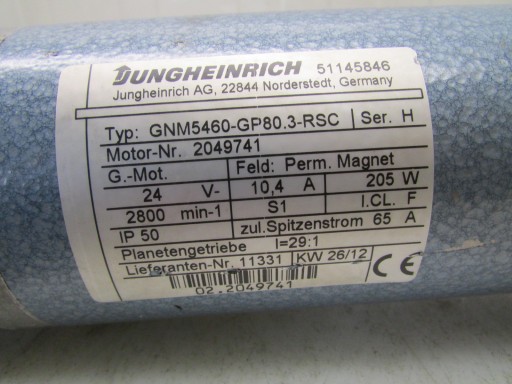 JUNGHEINRICH 51145846
Jungheinrich AG, 22844 Norderstedt, Germany
Typ: GNM5460-GP80.3-RSC Ser. H
Motor-Nr. 2049741
G.-Mot. Feld: Perm. Magnet
24 V- 10,4 A 205 W
2800 min-1 S1 I.CL. F
IP 50 zul.Spitzenstrom 65 A
Planetengetriebe I=29:1
Lieferanten-Nr. 11331 KW 26/12
CE
02.2049741